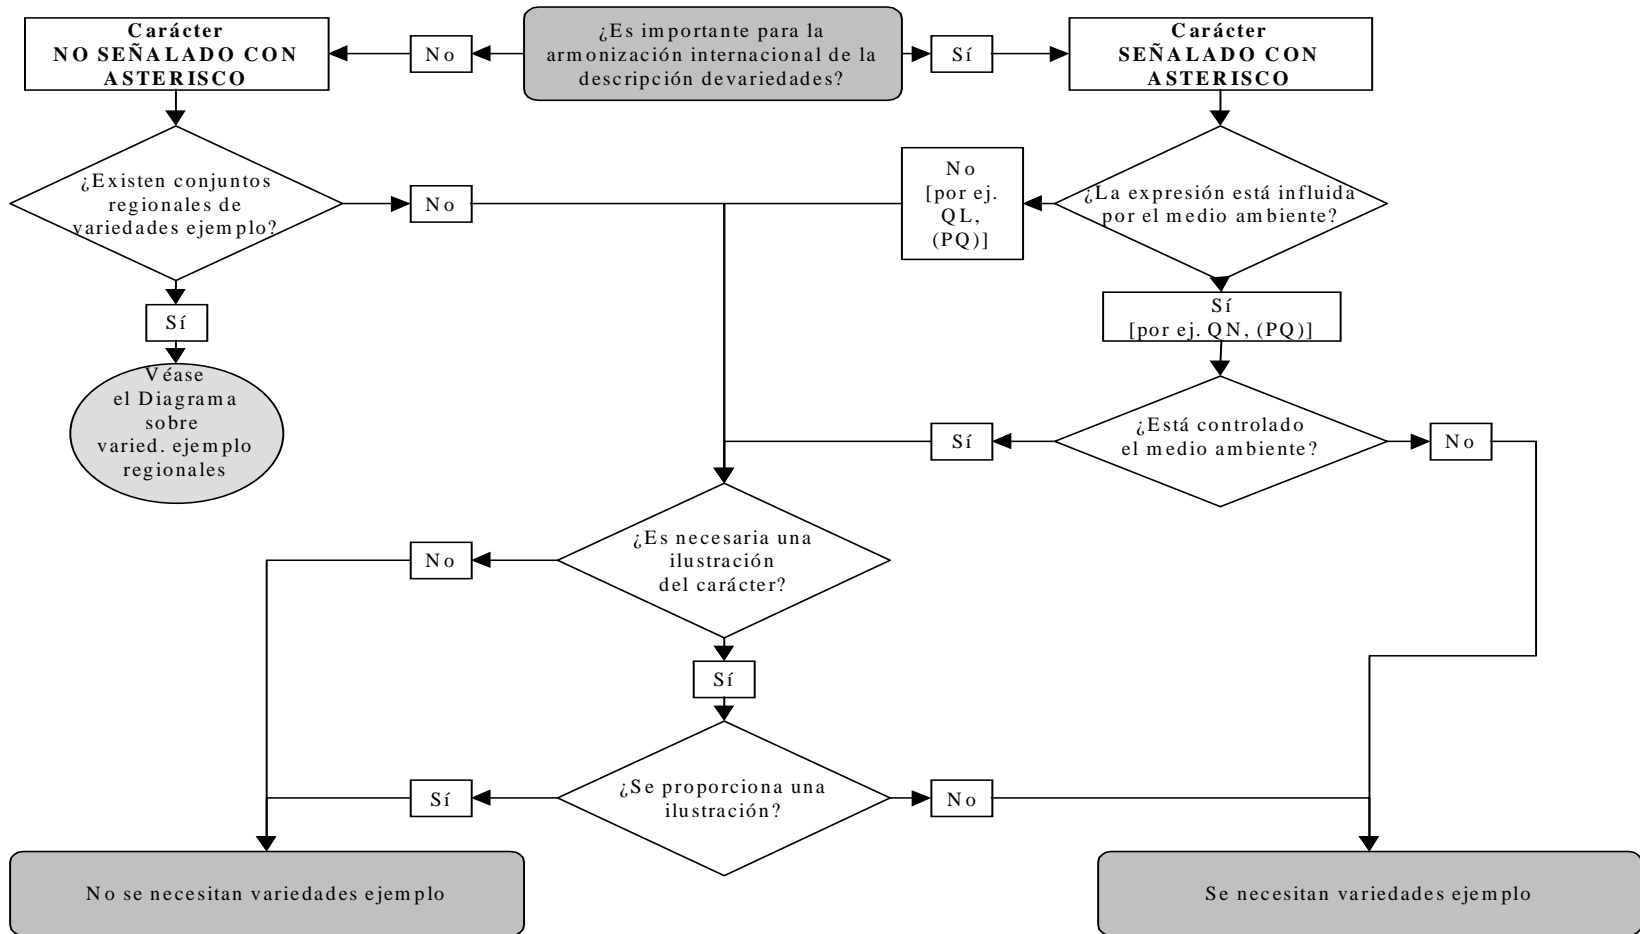 Carácter
NO SEÑALADO CON
ASTERISCO
No
¿Es importante para la
armonización internacional de la
descripción devariedades?
Sí
Carácter
SEÑALADO CON
ASTERISCO
¿Existen conjuntos
regionales de
variedades ejemplo?
No
No
[por ej.
QL,
(PQ)]
¿La expresión está influida
por el medio ambiente?
Sí
Sí
[por ej. QN, (PQ)]
Véase
el Diagrama
sobre
varied. ejemplo
regionales
Sí
¿Está controlado
el medio ambiente?
No
No
¿Es necesaria una
ilustración
del carácter?
Sí
Sí
¿Se proporciona una
ilustración?
No
No se necesitan variedades ejemplo
Se necesitan variedades ejemplo